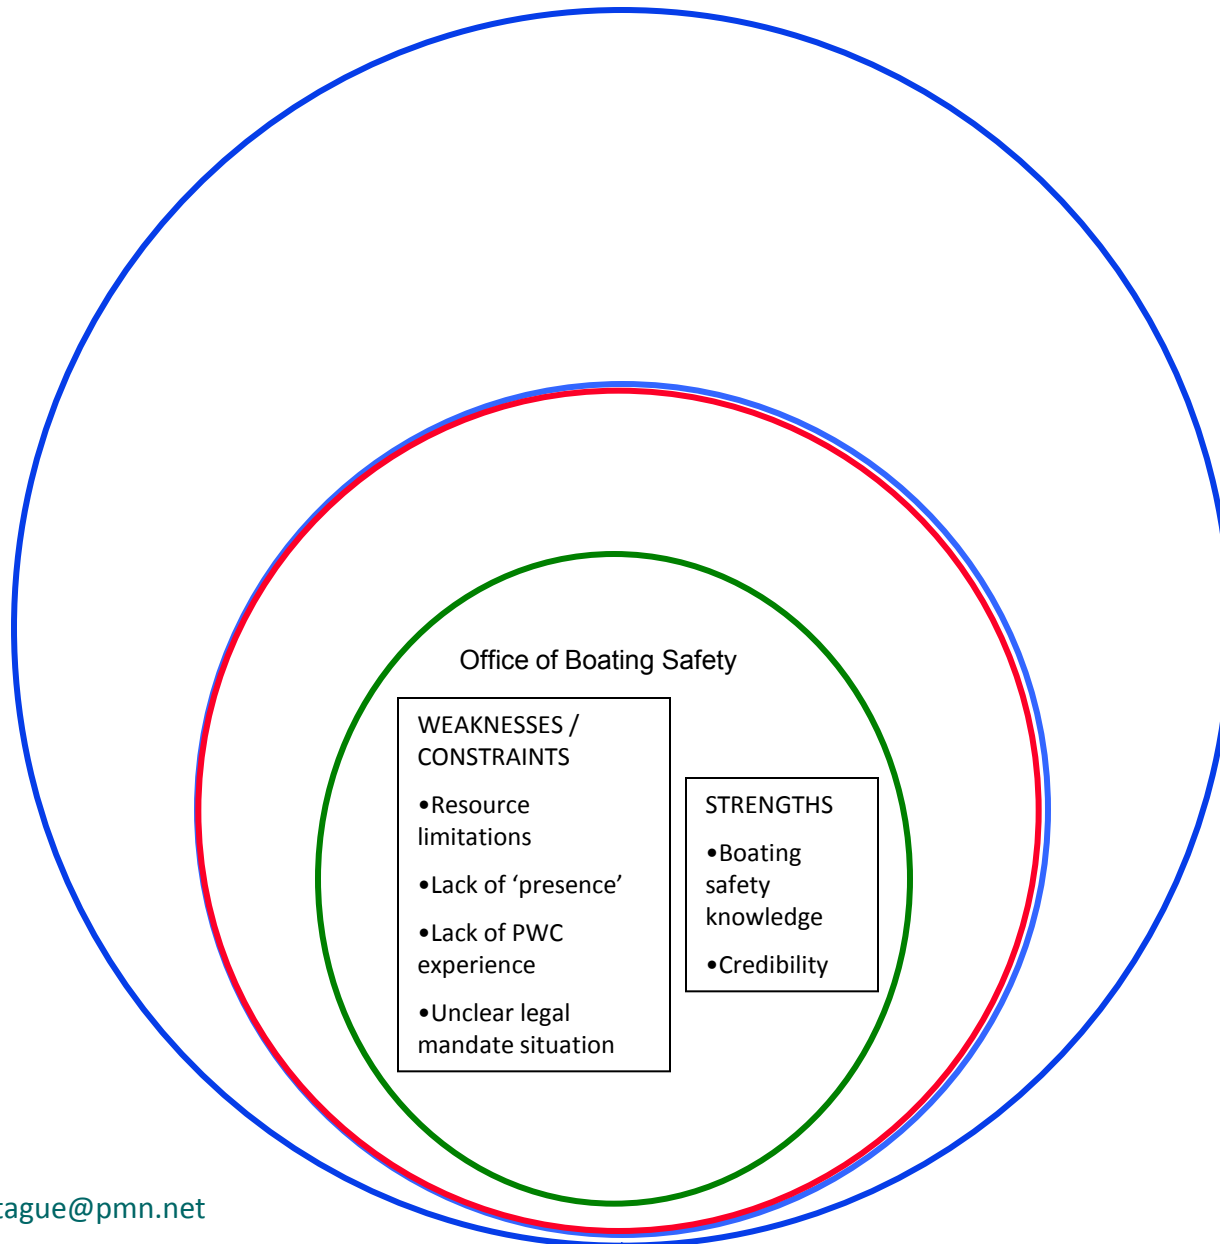 Office of Boating Safety
WEAKNESSES /
CONSTRAINTS
•Resource
limitations
•Lack of ‘presence’
•Lack of PWC
experience
•Unclear legal
mandate situation
STRENGTHS
•Boating
safety
knowledge
•Credibility
tague@pmn.net